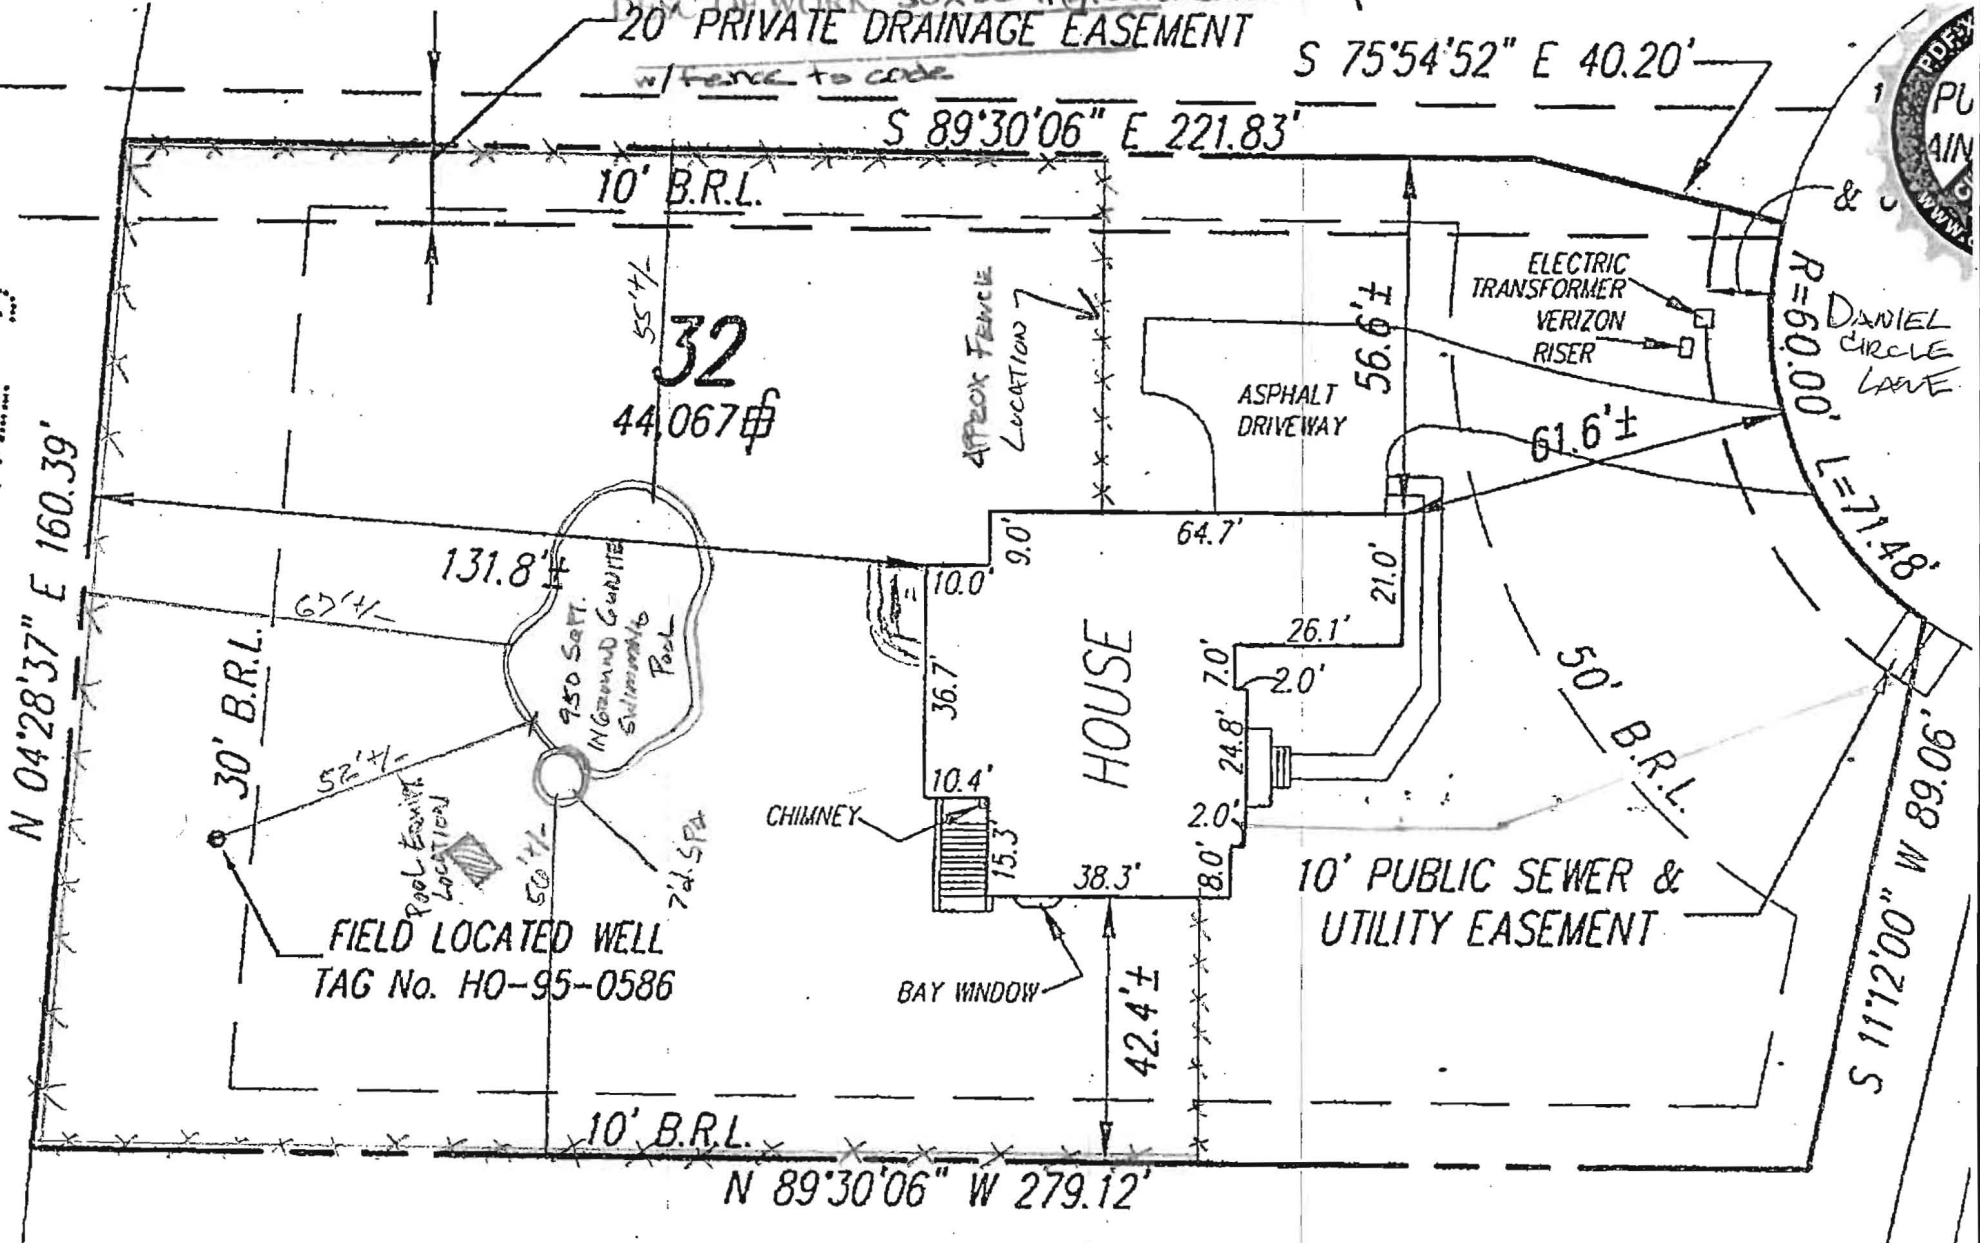 20' PRIVATE DRAINAGE EASEMENT
w/ fence to code
S 75°54'52" E 40.20'
S 89°30'06" E 221.83'
10' B.R.L.
55'+/-
32
44,067
APPROX FENCE
LOCATION
56.9'±
ELECTRIC
TRANSFORMER
VERIZON
RISER
&
R=60.00'
L=71.48'
DANIEL
CIRCLE
LANE
ASPHALT
DRIVEWAY
61.6'±
N 04°28'37" E 160.39'
131.8'±
67'+/-
30' B.R.L.
950 SQ.FT.
INGROUND GUNITE
SWIMMING
POOL
10.0'
9.0'
64.7'
21.0'
26.1'
7.0'
2.0'
36.7'
HOUSE
24.8'
50' B.R.L.
52'+/-
POOL EQUIP.
LOCATION
50'+/-
7'd. SPA
10.4'
CHIMNEY
15.3'
38.3'
2.0'
8.0'
10' PUBLIC SEWER &
UTILITY EASEMENT
FIELD LOCATED WELL
TAG No. HO-95-0586
BAY WINDOW
42.4'±
S 11°12'00" W 89.06'
10' B.R.L.
N 89°30'06" W 279.12'
PDF-X
WWW.